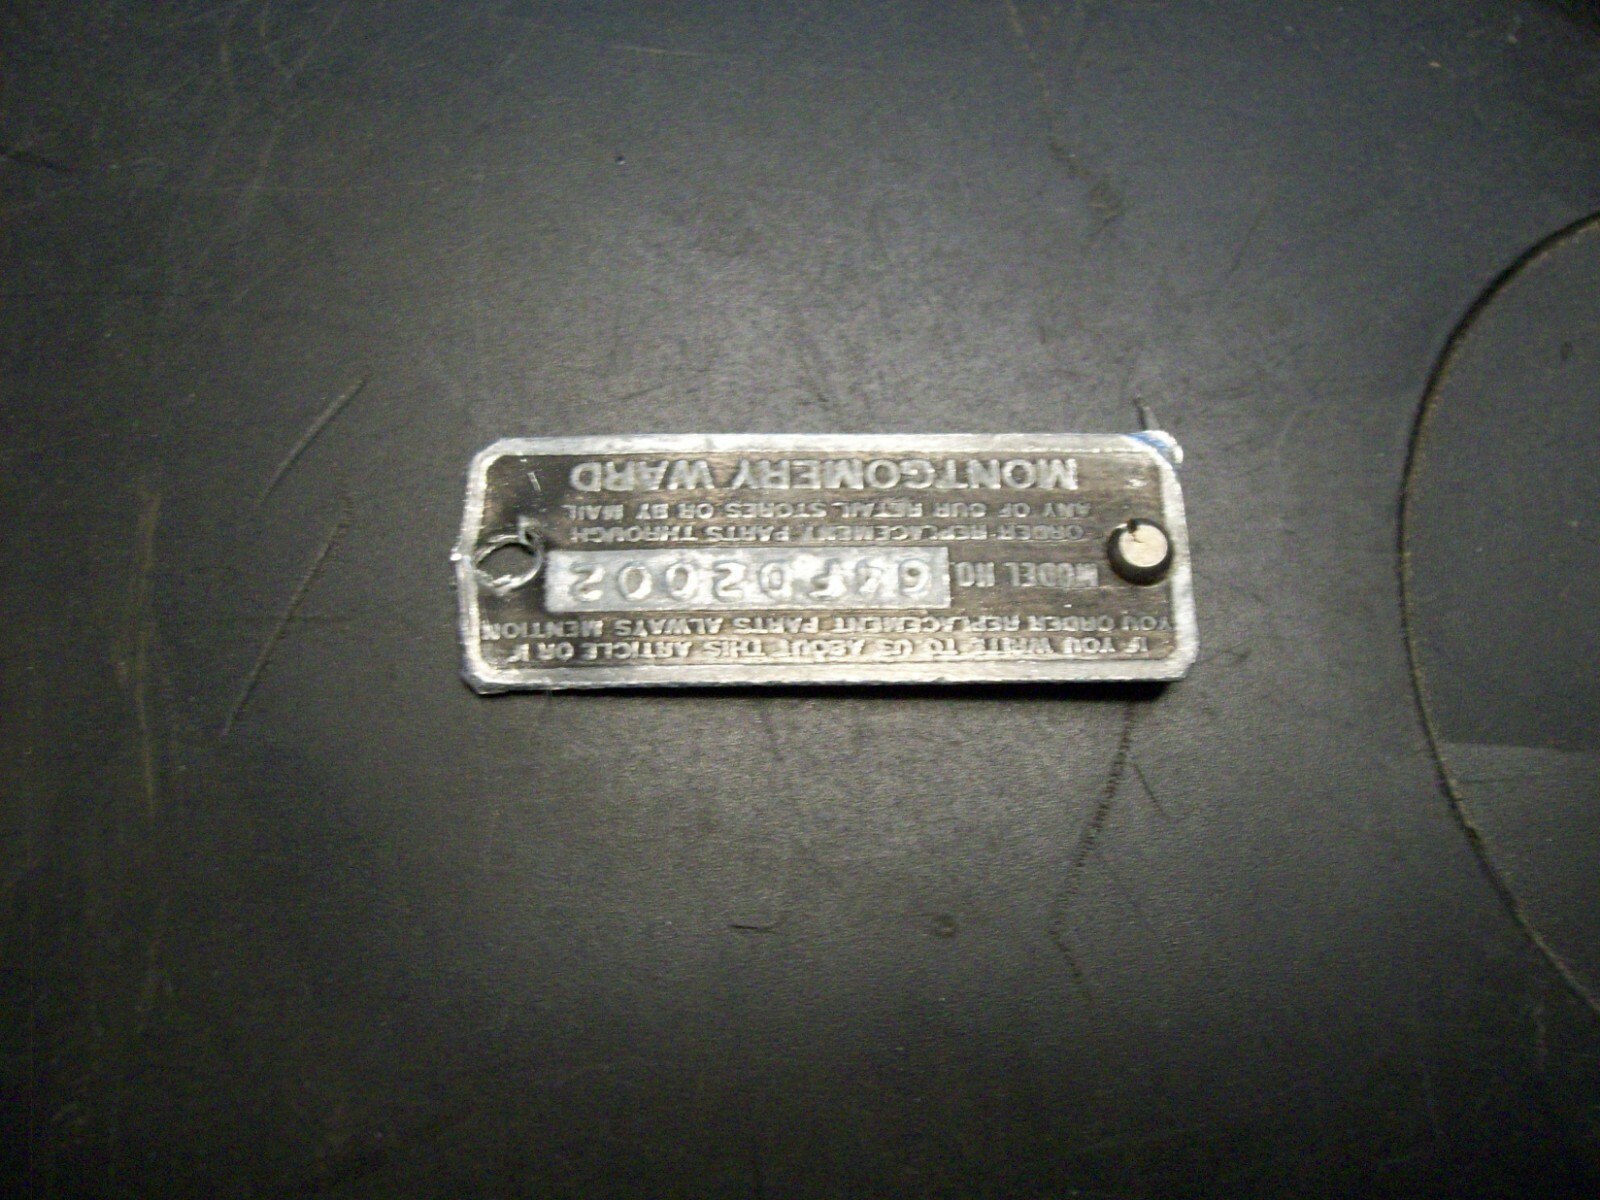 IF YOU WRITE TO US ABOUT THIS ARTICLE OR IF
YOU ORDER REPLACEMENT PARTS ALWAYS MENTION
MODEL NO.
ORDER REPLACEMENT PARTS THROUGH
ANY OF OUR RETAIL STORES OR BY MAIL
MONTGOMERY WARD